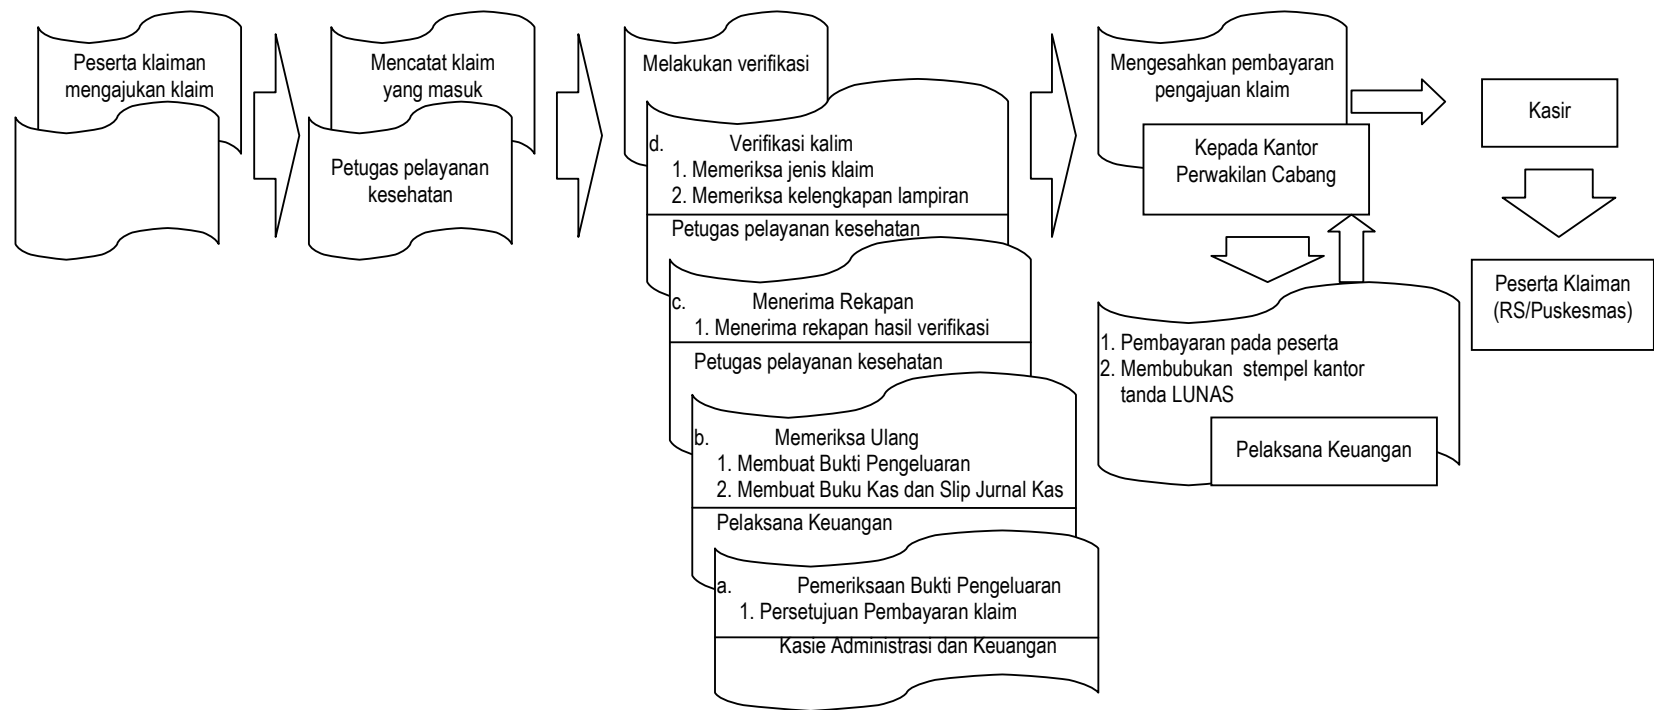 Peserta klaiman
mengajukan klaim
Mencatat klaim
yang masuk
Petugas pelayanan
kesehatan
Melakukan verifikasi
d. Verifikasi kalim
1. Memeriksa jenis klaim
2. Memeriksa kelengkapan lampiran
Petugas pelayanan kesehatan
c. Menerima Rekapan
1. Menerima rekapan hasil verifikasi
Petugas pelayanan kesehatan
b. Memeriksa Ulang
1. Membuat Bukti Pengeluaran
2. Membuat Buku Kas dan Slip Jurnal Kas
Pelaksana Keuangan
a. Pemeriksaan Bukti Pengeluaran
1. Persetujuan Pembayaran klaim
Kasie Administrasi dan Keuangan
Mengesahkan pembayaran
pengajuan klaim
Kepada Kantor
Perwakilan Cabang
1. Pembayaran pada peserta
2. Membubukan stempel kantor
tanda LUNAS
Pelaksana Keuangan
Kasir
Peserta Klaiman
(RS/Puskesmas)